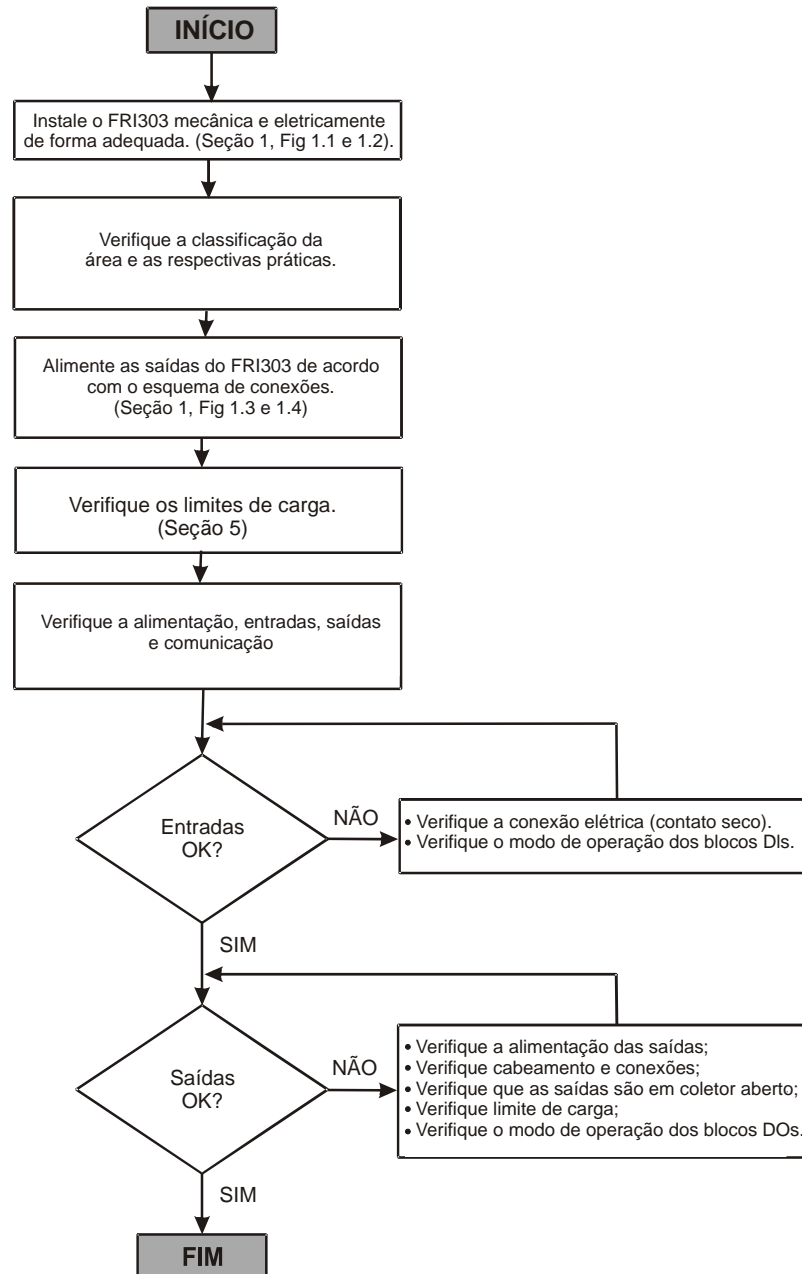 INÍCIO
Instale o FRI303 mecânica e eletricamente
de forma adequada. (Seção 1, Fig 1.1 e 1.2).
Verifique a classificação da
área e as respectivas práticas.
Alimente as saídas do FRI303 de acordo
com o esquema de conexões.
(Seção 1, Fig 1.3 e 1.4)
Verifique os limites de carga.
(Seção 5)
Verifique a alimentação, entradas, saídas
e comunicação
Entradas
OK?
NÃO
• Verifique a conexão elétrica (contato seco).
• Verifique o modo de operação dos blocos DIs.
SIM
Saídas
OK?
NÃO
• Verifique a alimentação das saídas;
• Verifique cabeamento e conexões;
• Verifique que as saídas são em coletor aberto;
• Verifique limite de carga;
• Verifique o modo de operação dos blocos DOs.
SIM
FIM